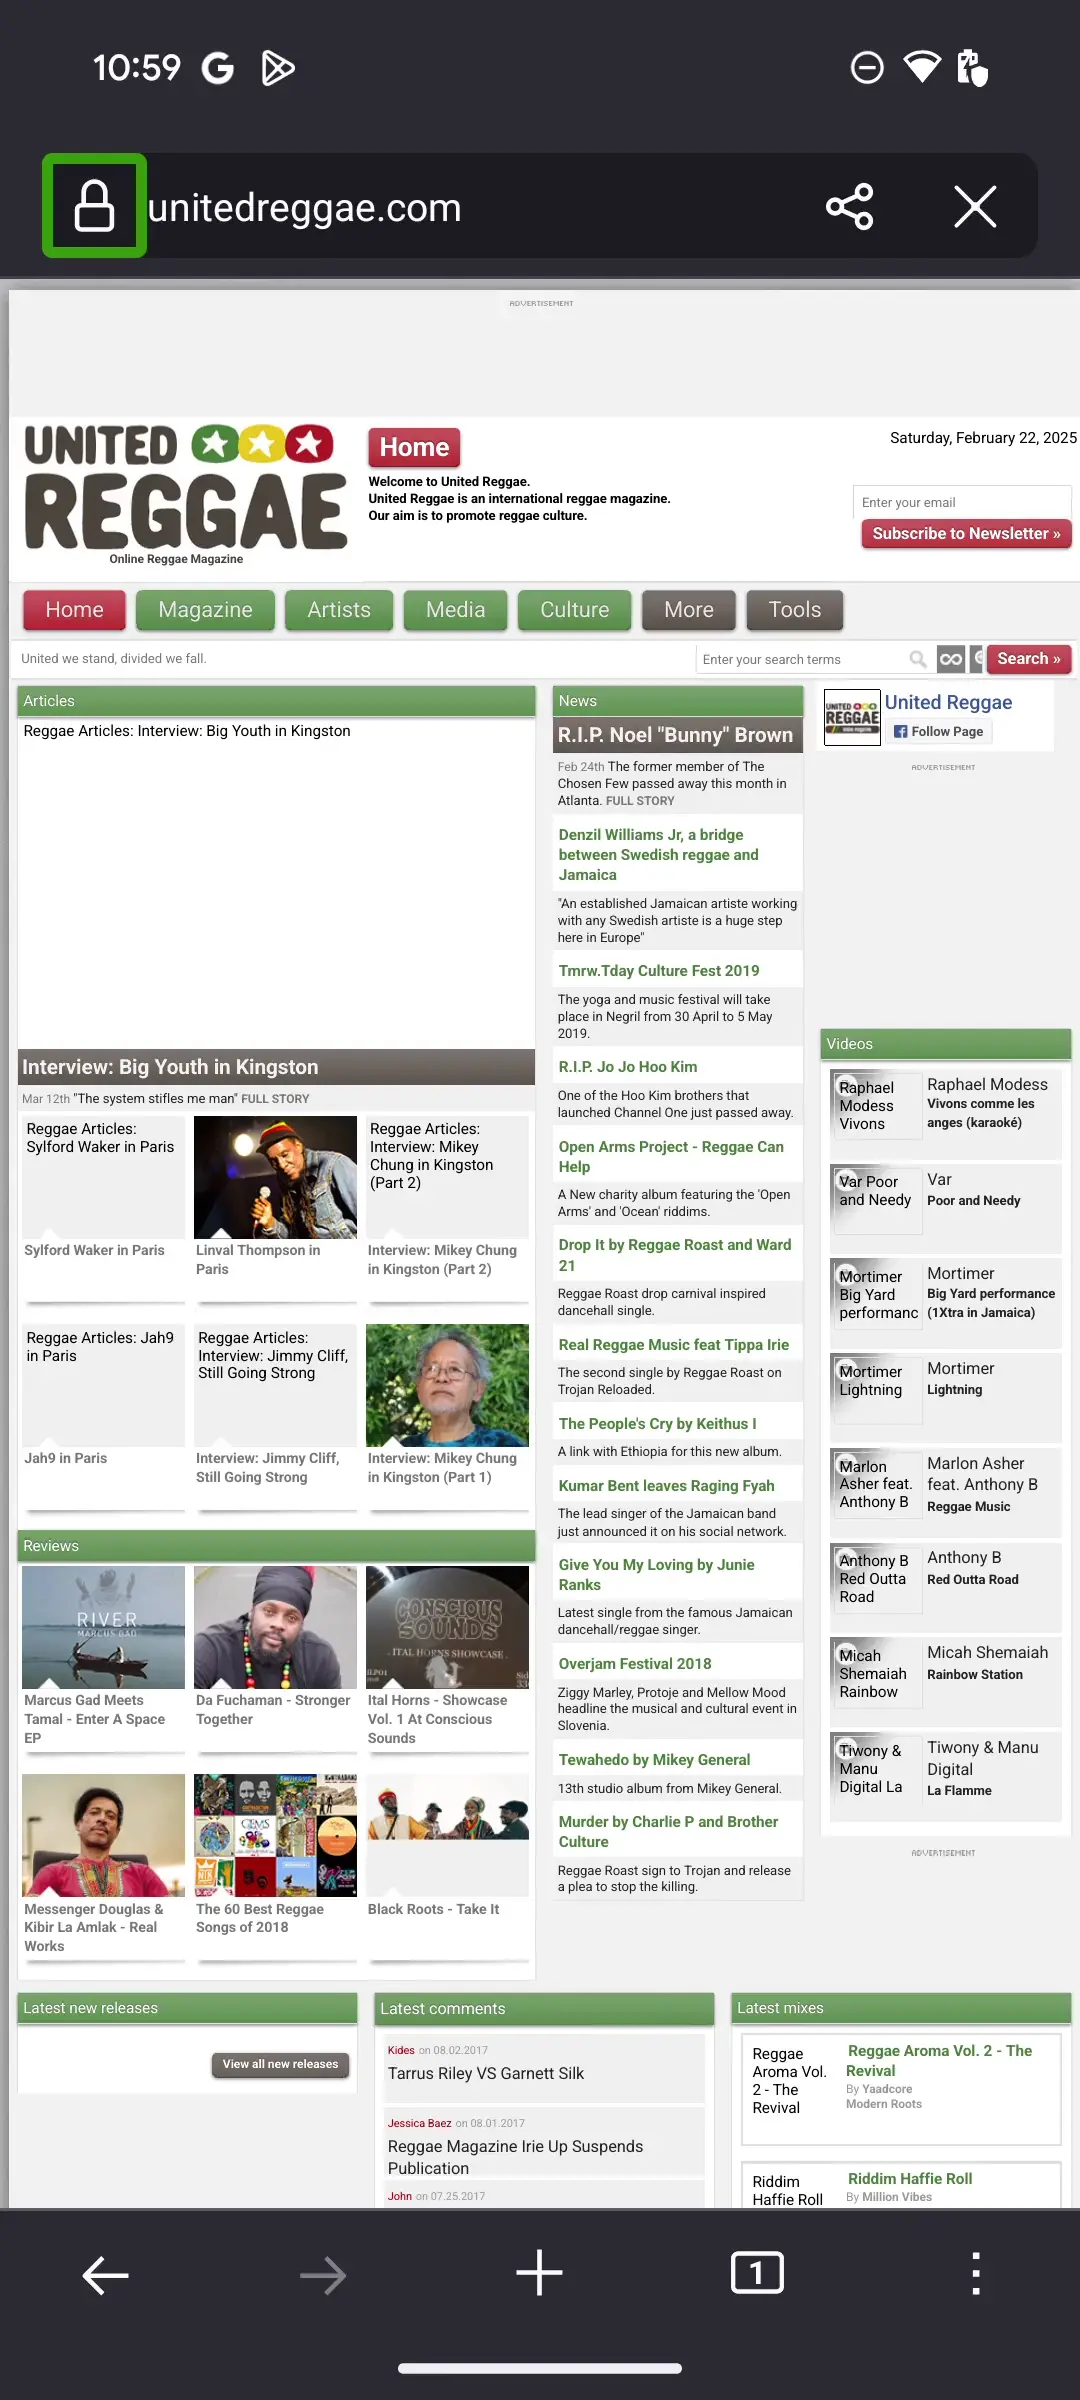 10:59
unitedreggae.com
ADVERTISEMENT
UNITED
REGGAE
Online Reggae Magazine
Home
Welcome to United Reggae.
United Reggae is an international reggae magazine.
Our aim is to promote reggae culture.
Saturday, February 22, 2025
Enter your email
Subscribe to Newsletter »
Home
Magazine
Artists
Media
Culture
More
Tools
United we stand, divided we fall.
Enter your search terms
Search »
Articles
Reggae Articles: Interview: Big Youth in Kingston
Interview: Big Youth in Kingston
Mar 12th "The system stifles me man" FULL STORY
Reggae Articles:
Sylford Waker in Paris
Sylford Waker in Paris
Linval Thompson in
Paris
Reggae Articles:
Interview: Mikey
Chung in Kingston
(Part 2)
Interview: Mikey Chung
in Kingston (Part 2)
Reggae Articles: Jah9
in Paris
Jah9 in Paris
Reggae Articles:
Interview: Jimmy Cliff,
Still Going Strong
Interview: Jimmy Cliff,
Still Going Strong
Interview: Mikey Chung
in Kingston (Part 1)
Reviews
RIVER
MARCUS GAD
Marcus Gad Meets
Tamal - Enter A Space
EP
Da Fuchaman - Stronger
Together
CONSCIOUS
SOUNDS
ITAL HORNS SHOWCASE
Ital Horns - Showcase
Vol. 1 At Conscious
Sounds
Messenger Douglas &
Kibir La Amlak - Real
Works
The 60 Best Reggae
Songs of 2018
Black Roots - Take It
News
R.I.P. Noel "Bunny" Brown
Feb 24th The former member of The
Chosen Few passed away this month in
Atlanta. FULL STORY
Denzil Williams Jr, a bridge
between Swedish reggae and
Jamaica
"An established Jamaican artiste working
with any Swedish artiste is a huge step
here in Europe"
Tmrw.Tday Culture Fest 2019
The yoga and music festival will take
place in Negril from 30 April to 5 May
2019.
R.I.P. Jo Jo Hoo Kim
One of the Hoo Kim brothers that
launched Channel One just passed away.
Open Arms Project - Reggae Can
Help
A New charity album featuring the 'Open
Arms' and 'Ocean' riddims.
Drop It by Reggae Roast and Ward
21
Reggae Roast drop carnival inspired
dancehall single.
Real Reggae Music feat Tippa Irie
The second single by Reggae Roast on
Trojan Reloaded.
The People's Cry by Keithus I
A link with Ethiopia for this new album.
Kumar Bent leaves Raging Fyah
The lead singer of the Jamaican band
just announced it on his social network.
Give You My Loving by Junie
Ranks
Latest single from the famous Jamaican
dancehall/reggae singer.
Overjam Festival 2018
Ziggy Marley, Protoje and Mellow Mood
headline the musical and cultural event in
Slovenia.
Tewahedo by Mikey General
13th studio album from Mikey General.
Murder by Charlie P and Brother
Culture
Reggae Roast sign to Trojan and release
a plea to stop the killing.
UNITED
REGGAE
United Reggae
Follow Page
ADVERTISEMENT
Videos
Raphael
Modess
Vivons
Raphael Modess
Vivons comme les
anges (karaoké)
Var Poor
and Needy
Var
Poor and Needy
Mortimer
Big Yard
performanc
Mortimer
Big Yard performance
(1Xtra in Jamaica)
Mortimer
Lightning
Mortimer
Lightning
Marlon
Asher feat.
Anthony B
Marlon Asher
feat. Anthony B
Reggae Music
Anthony B
Red Outta
Road
Anthony B
Red Outta Road
Micah
Shemaiah
Rainbow
Micah Shemaiah
Rainbow Station
Tiwony &
Manu
Digital La
Tiwony & Manu
Digital
La Flamme
ADVERTISEMENT
Latest new releases
View all new releases
Latest comments
Kides on 08.02.2017
Tarrus Riley VS Garnett Silk
Jessica Baez on 08.01.2017
Reggae Magazine Irie Up Suspends
Publication
John on 07.25.2017
Latest mixes
Reggae
Aroma Vol.
2 - The
Revival
Reggae Aroma Vol. 2 - The
Revival
By Yaadcore
Modern Roots
Riddim
Haffie Roll
Riddim Haffie Roll
By Million Vibes
1